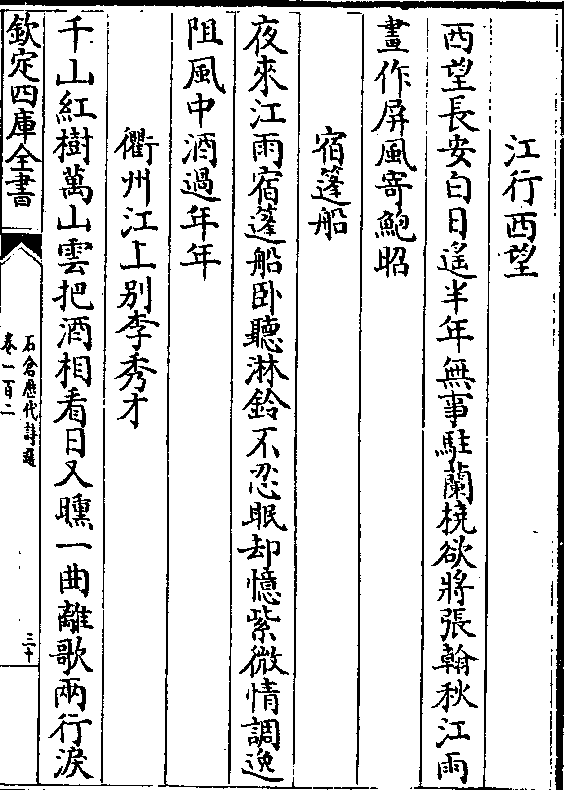 江行西望
西望長安白日遙半年無事駐蘭橈欲將張翰秋江雨
畫作屏風寄鮑昭
宿篷船
夜來江雨宿篷船卧聽淋鈴不忍眠却憶紫微情調逸
阻風中酒過年年
衢州江上別李秀才
千山紅樹萬山雲把酒相看日又曛一曲離歌兩行淚
欽定四庫全書
石倉歷代詩選
卷一百二
三十